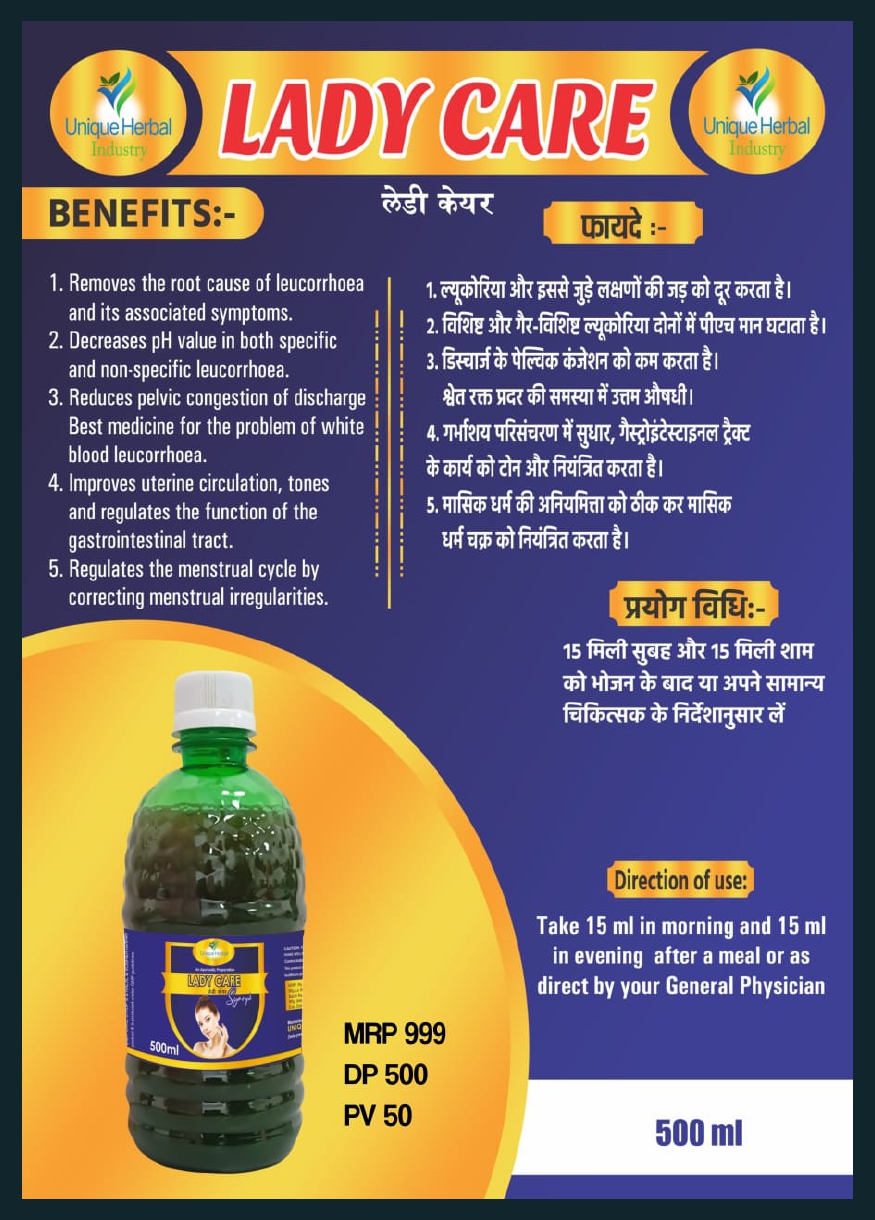 Unique Herbal
Industry
LADY CARE
Unique Herbal
Industry
लेडी केयर
BENEFITS:-
1. Removes the root cause of leucorrhoea
and its associated symptoms.
2. Decreases pH value in both specific
and non-specific leucorrhoea.
3. Reduces pelvic congestion of discharge
Best medicine for the problem of white
blood leucorrhoea.
4. Improves uterine circulation, tones
and regulates the function of the
gastrointestinal tract.
5. Regulates the menstrual cycle by
correcting menstrual irregularities.
फायदे :-
1. ल्यूकोरिया और इससे जुड़े लक्षणों की जड़ को दूर करता है।
2. विशिष्ट और गैर-विशिष्ट ल्यूकोरिया दोनों में पीएच मान घटाता है।
3. डिस्चार्ज के पेल्विक कंजेशन को कम करता है।
श्वेत रक्त प्रदर की समस्या में उत्तम औषधी।
4. गर्भाशय परिसंचरण में सुधार, गैस्ट्रोइंटेस्टाइनल ट्रैक्ट
के कार्य को टोन और नियंत्रित करता है।
5. मासिक धर्म की अनियमित्ता को ठीक कर मासिक
धर्म चक्र को नियंत्रित करता है।
प्रयोग विधि:-
15 मिली सुबह और 15 मिली शाम
को भोजन के बाद या अपने सामान्य
चिकित्सक के निर्देशानुसार लें
Direction of use:
Take 15 ml in morning and 15 ml
in evening after a meal or as
direct by your General Physician
Unique Herbal
An Ayurvedic Preparation
LADY CARE
लेडी केयर
Syrup
500ml
MRP 999
DP 500
PV 50
500 ml